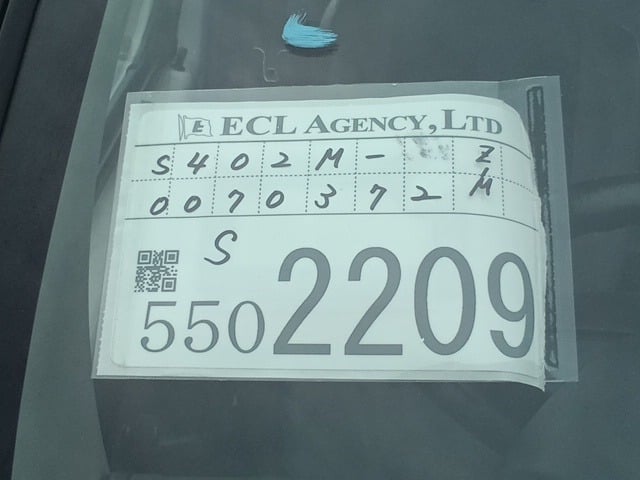 E ECL AGENCY, LTD
S402M- Z
0070372 M
S
5502209